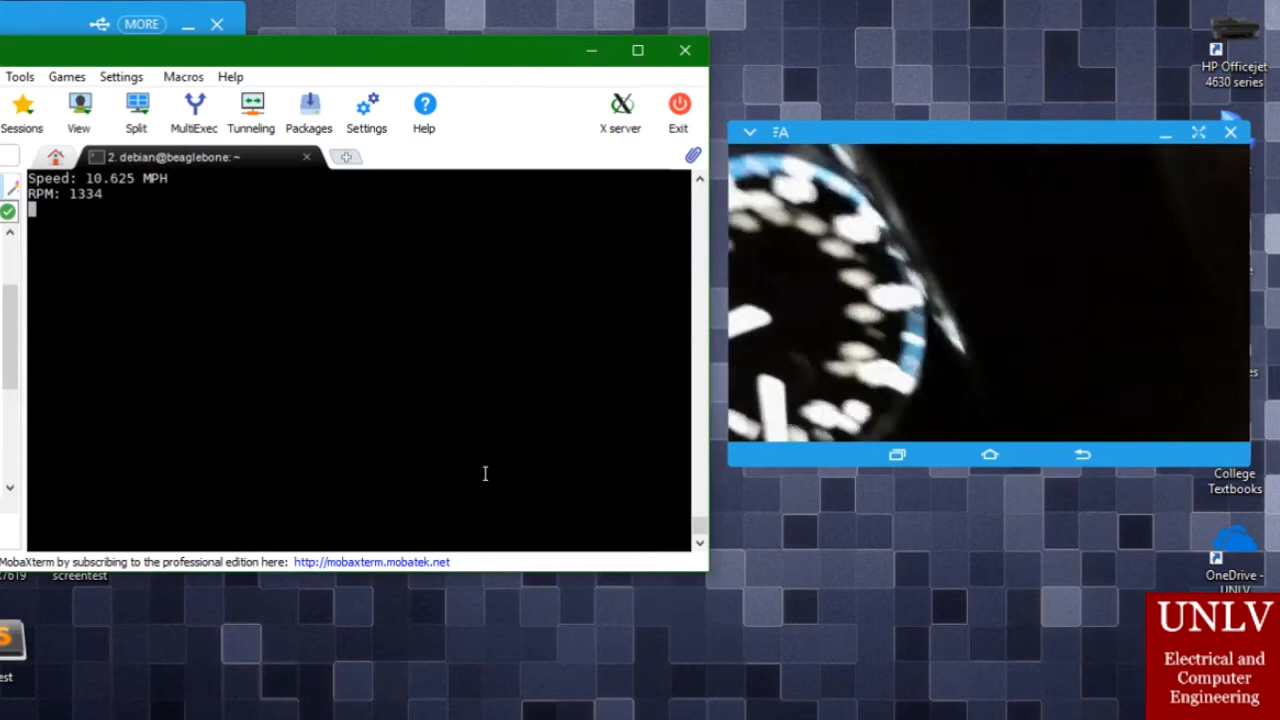 MORE
Tools Games Settings Macros Help
Sessions View Split MultiExec Tunneling Packages Settings Help X server Exit
2. debian@beaglebone: ~
Speed: 10.625 MPH
RPM: 1334
MobaXterm by subscribing to the professional edition here: http://mobaxterm.mobatek.net
screentest
HP Officejet
4630 series
College
Textbooks
OneDrive -
UNLV
UNLV
Electrical and
Computer
Engineering